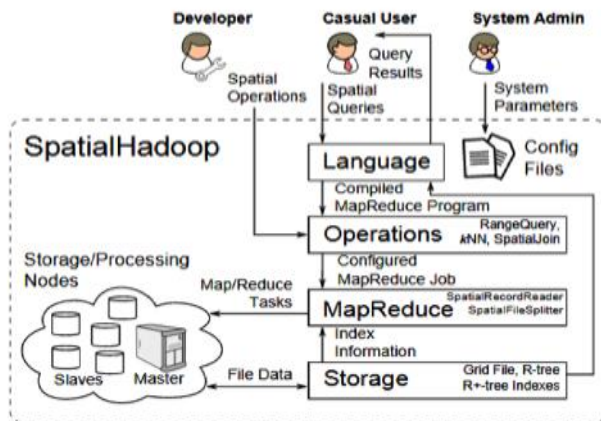 Developer
Casual User
System Admin
Spatial
Operations
Query
Results
Spatial
Queries
System
Parameters
SpatialHadoop
Config
Files
Language
Compiled
MapReduce Program
Operations
RangeQuery,
kNN, SpatialJoin
Configured
MapReduce Job
Storage/Processing
Nodes
Map/Reduce
Tasks
MapReduce
SpatialRecordReader
SpatialFileSplitter
Index
Information
Slaves
Master
File Data
Storage
Grid File, R-tree
R+-tree Indexes